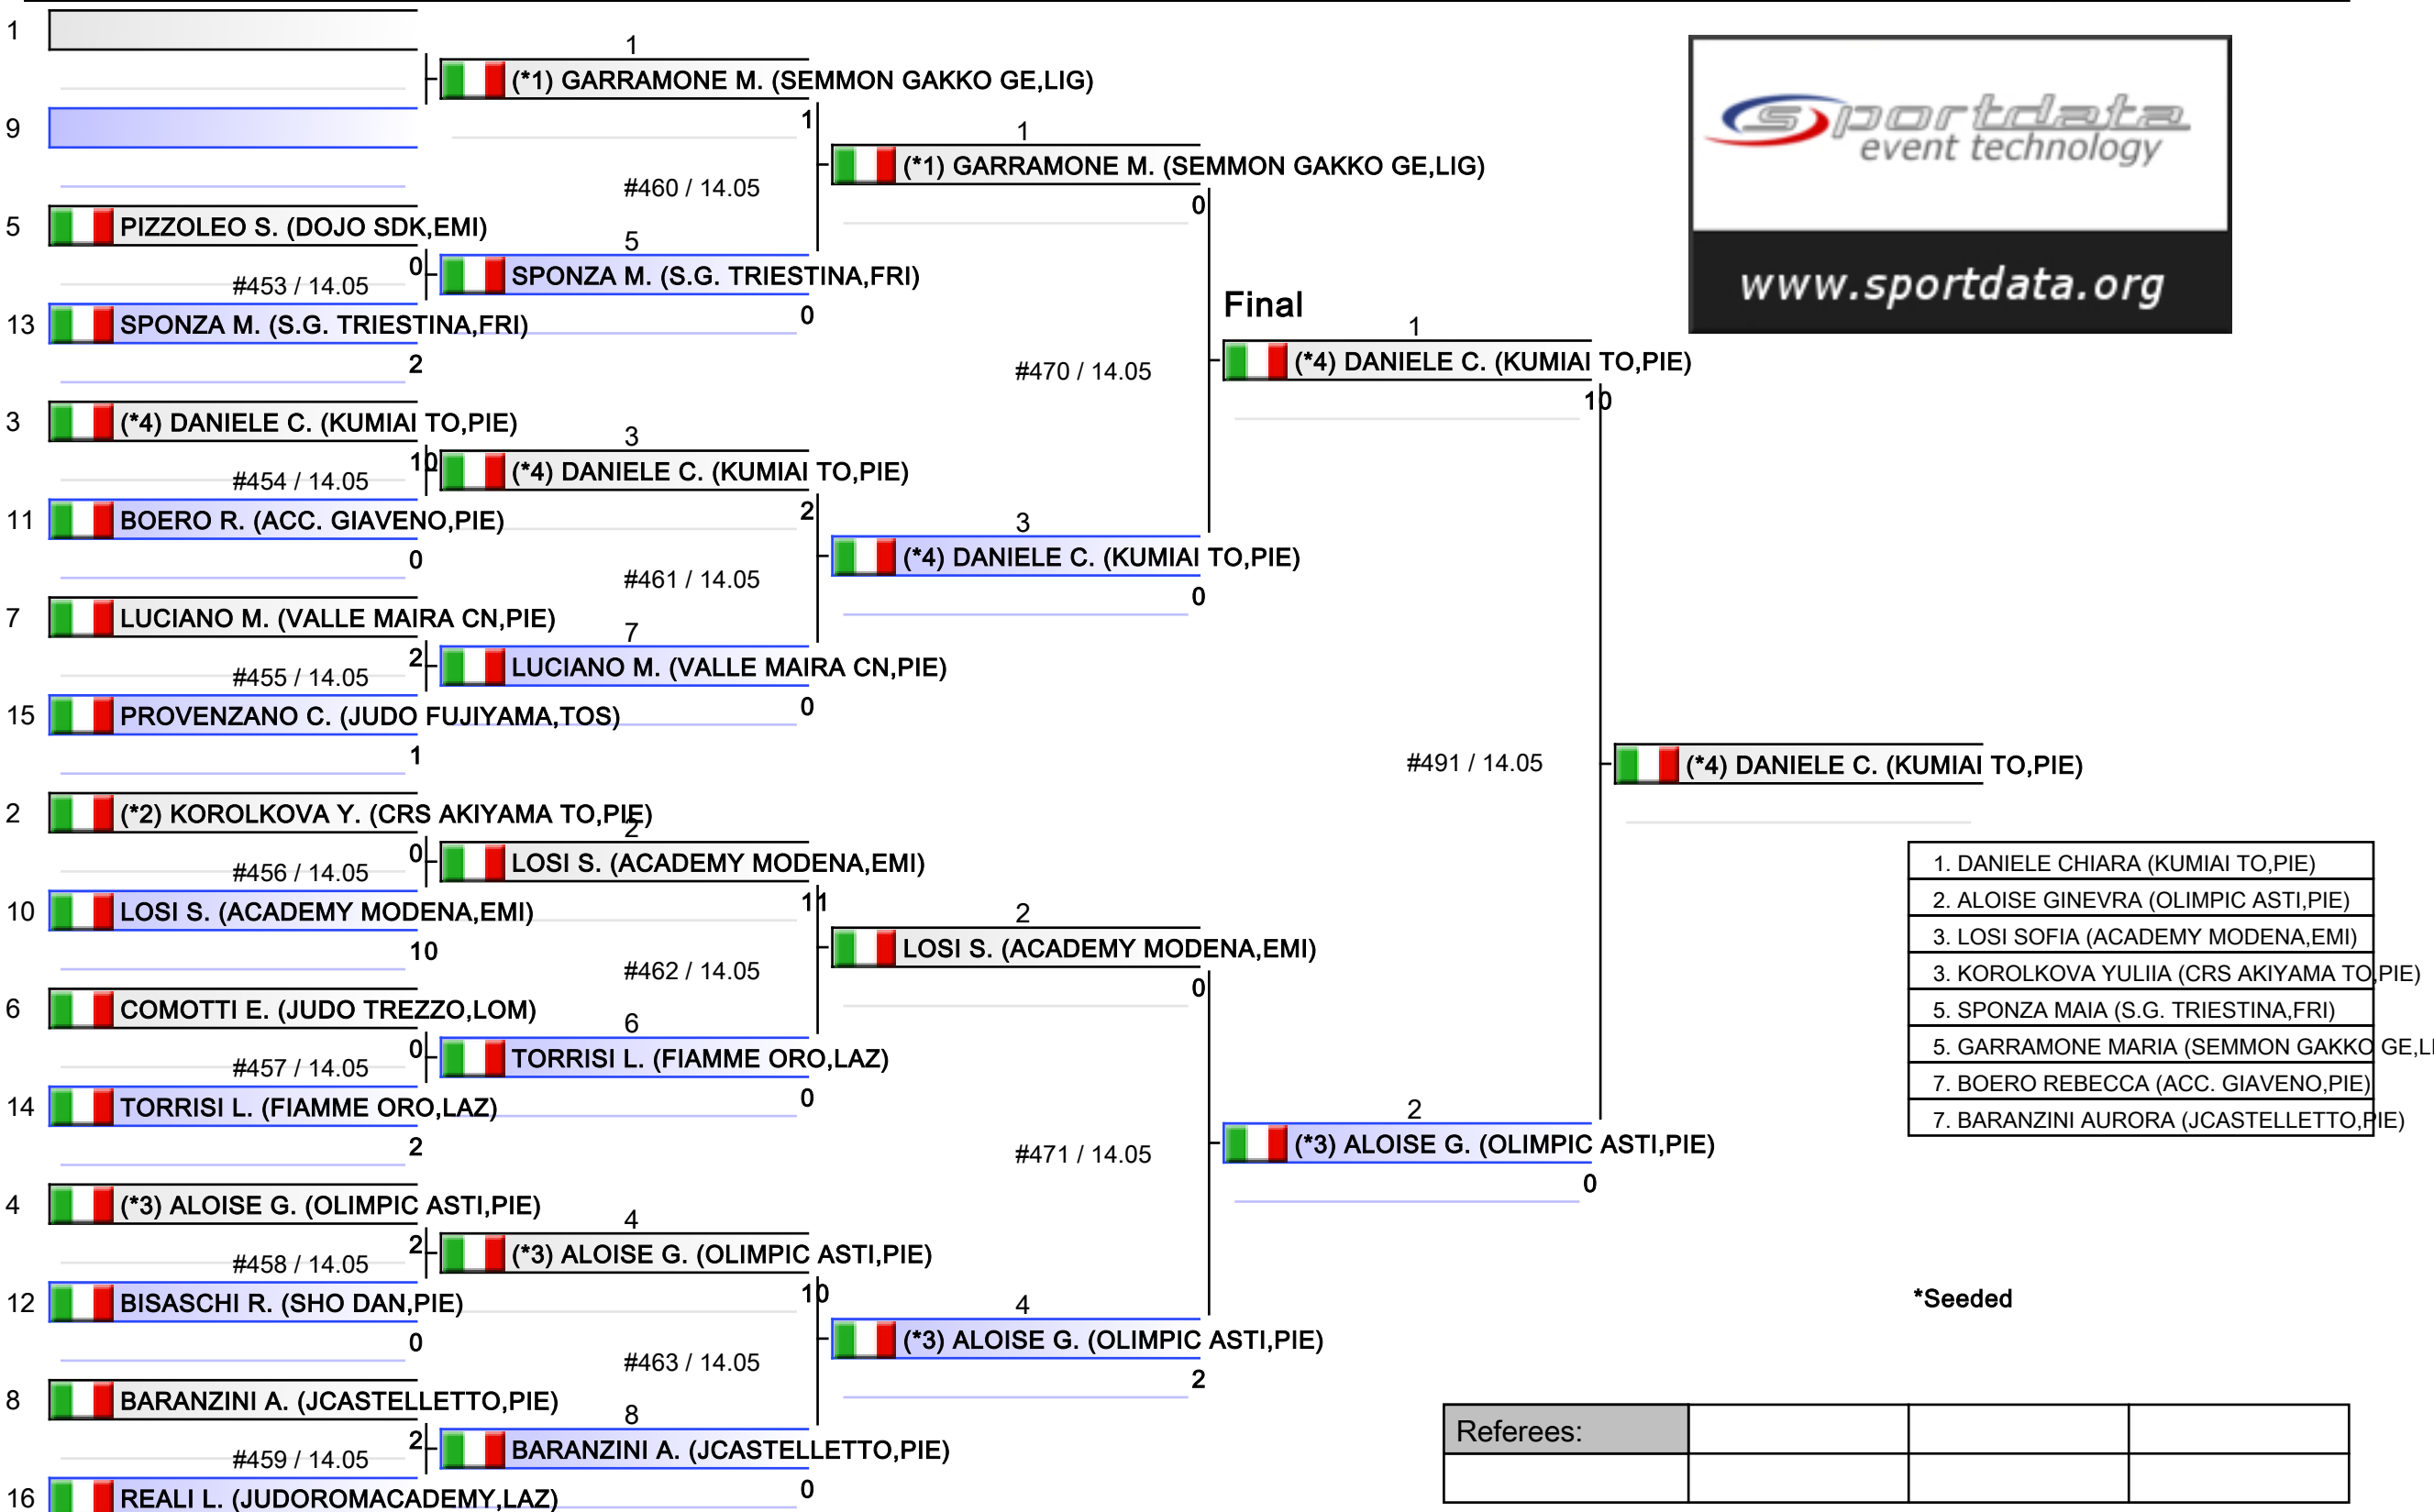 1
9
5 PIZZOLEO S. (DOJO SDK,EMI)
#453 / 14.05 0
13 SPONZA M. (S.G. TRIESTINA,FRI)
2
3 (*4) DANIELE C. (KUMIAI TO,PIE)
#454 / 14.05 10
11 BOERO R. (ACC. GIAVENO,PIE)
0
7 LUCIANO M. (VALLE MAIRA CN,PIE)
#455 / 14.05 2
15 PROVENZANO C. (JUDO FUJIYAMA,TOS)
1
2 (*2) KOROLKOVA Y. (CRS AKIYAMA TO,PIE)
#456 / 14.05 0
10 LOSI S. (ACADEMY MODENA,EMI)
10
6 COMOTTI E. (JUDO TREZZO,LOM)
#457 / 14.05 0
14 TORRISI L. (FIAMME ORO,LAZ)
2
4 (*3) ALOISE G. (OLIMPIC ASTI,PIE)
#458 / 14.05 2
12 BISASCHI R. (SHO DAN,PIE)
0
8 BARANZINI A. (JCASTELLETTO,PIE)
#459 / 14.05 2
16 REALI L. (JUDOROMACADEMY,LAZ)
1
(*1) GARRAMONE M. (SEMMON GAKKO GE,LIG)
1
#460 / 14.05
5
SPONZA M. (S.G. TRIESTINA,FRI)
0
3
(*4) DANIELE C. (KUMIAI TO,PIE)
2
#461 / 14.05
7
LUCIANO M. (VALLE MAIRA CN,PIE)
0
2
LOSI S. (ACADEMY MODENA,EMI)
11
#462 / 14.05
6
TORRISI L. (FIAMME ORO,LAZ)
0
4
(*3) ALOISE G. (OLIMPIC ASTI,PIE)
10
#463 / 14.05
8
BARANZINI A. (JCASTELLETTO,PIE)
0
1
(*1) GARRAMONE M. (SEMMON GAKKO GE,LIG)
0
#470 / 14.05
3
(*4) DANIELE C. (KUMIAI TO,PIE)
0
2
LOSI S. (ACADEMY MODENA,EMI)
0
#471 / 14.05
4
(*3) ALOISE G. (OLIMPIC ASTI,PIE)
2
Final
1
(*4) DANIELE C. (KUMIAI TO,PIE)
10
#491 / 14.05
2
(*3) ALOISE G. (OLIMPIC ASTI,PIE)
0
(*4) DANIELE C. (KUMIAI TO,PIE)
sportdata
event technology
www.sportdata.org
1. DANIELE CHIARA (KUMIAI TO,PIE)
2. ALOISE GINEVRA (OLIMPIC ASTI,PIE)
3. LOSI SOFIA (ACADEMY MODENA,EMI)
3. KOROLKOVA YULIIA (CRS AKIYAMA TO,PIE)
5. SPONZA MAIA (S.G. TRIESTINA,FRI)
5. GARRAMONE MARIA (SEMMON GAKKO GE,LI
7. BOERO REBECCA (ACC. GIAVENO,PIE)
7. BARANZINI AURORA (JCASTELLETTO,PIE)
*Seeded
Referees: